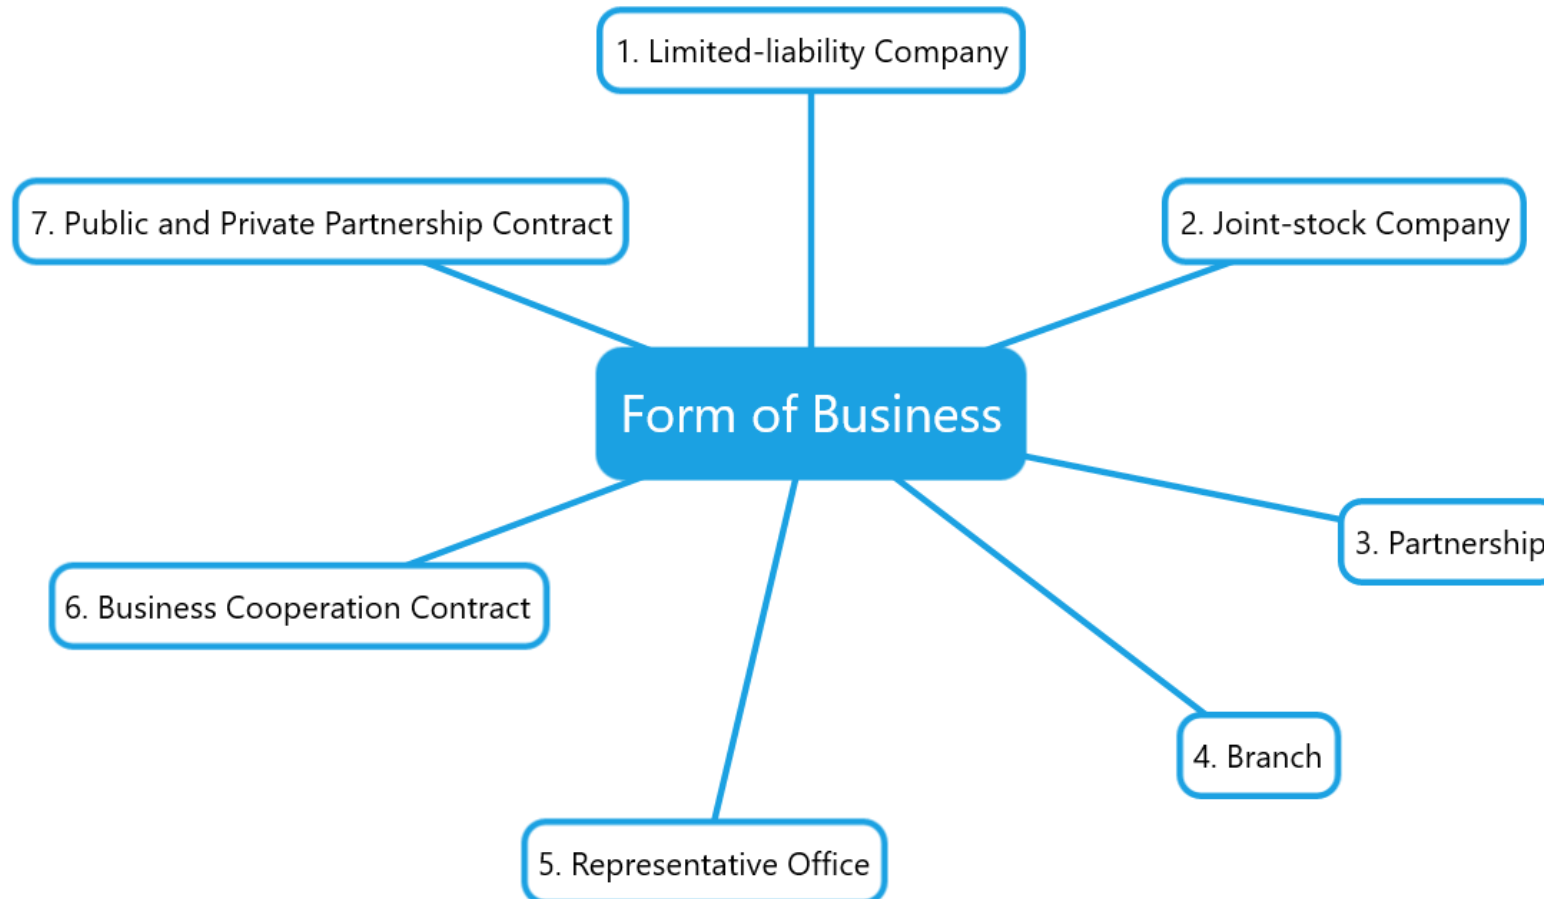 1. Limited-liability Company
7. Public and Private Partnership Contract
2. Joint-stock Company
Form of Business
3. Partnership
6. Business Cooperation Contract
4. Branch
5. Representative Office